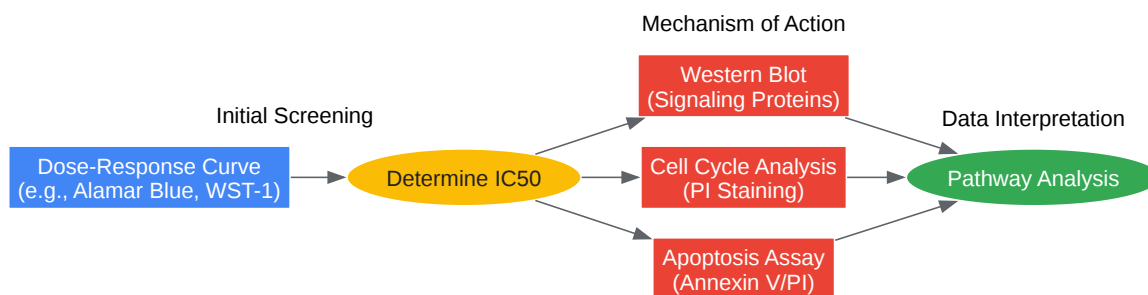 Mechanism of Action
Western Blot
(Signaling Proteins)
Initial Screening
Data Interpretation
Dose-Response Curve
(e.g., Alamar Blue, WST-1)
Determine IC50
Cell Cycle Analysis
(PI Staining)
Pathway Analysis
Apoptosis Assay
(Annexin V/PI)